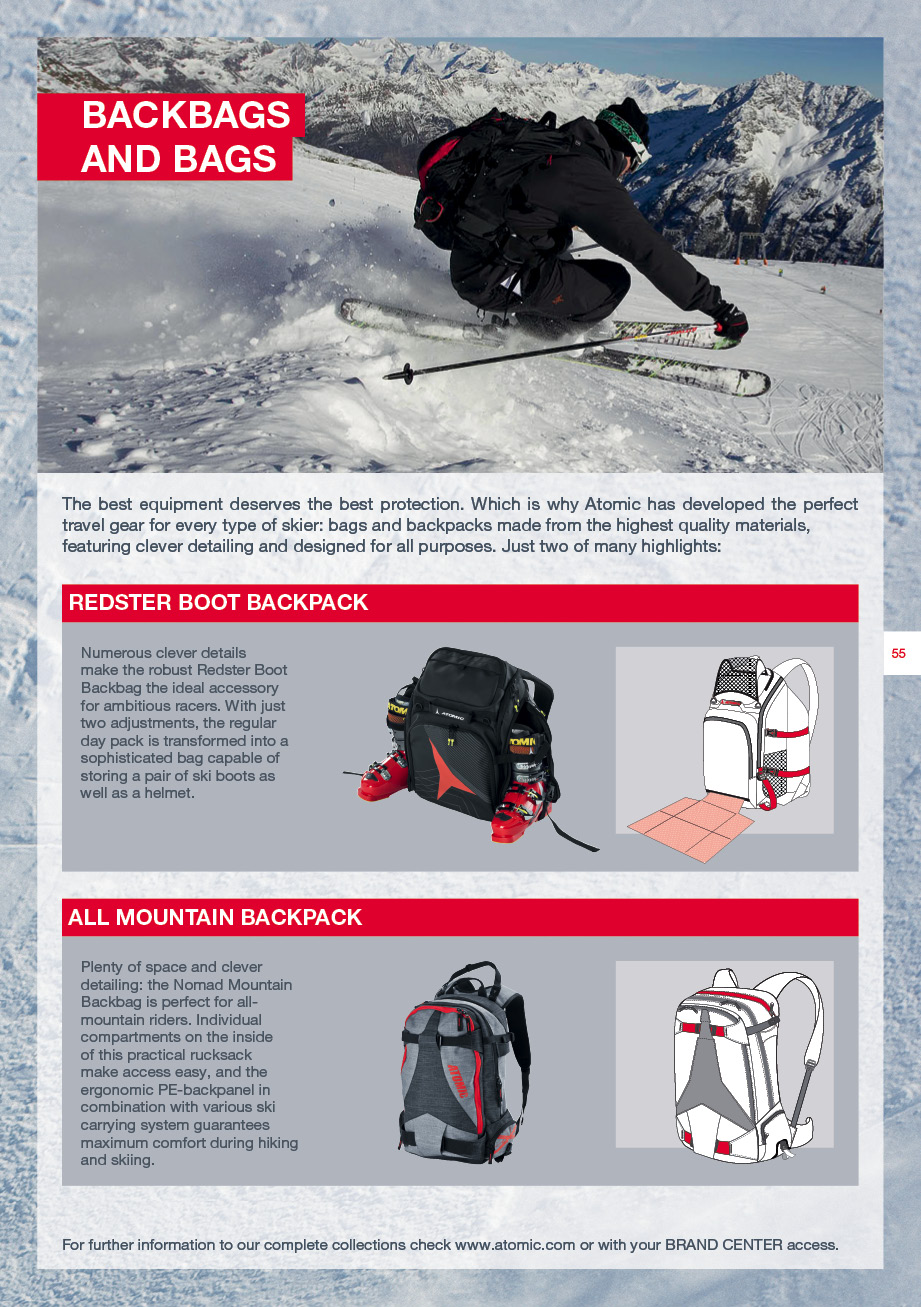 BACKBAGS
AND BAGS
The best equipment deserves the best protection. Which is why Atomic has developed the perfect
travel gear for every type of skier: bags and backpacks made from the highest quality materials,
featuring clever detailing and designed for all purposes. Just two of many highlights:
REDSTER BOOT BACKPACK
55
Numerous clever details
make the robust Redster Boot
Backbag the ideal accessory
for ambitious racers. With just
two adjustments, the regular
day pack is transformed into a
sophisticated bag capable of
storing a pair of ski boots as
well as a helmet.
ATOMIC
ALL MOUNTAIN BACKPACK
Plenty of space and clever
detailing: the Nomad Mountain
Backbag is perfect for all-
mountain riders. Individual
compartments on the inside
of this practical rucksack
make access easy, and the
ergonomic PE-backpanel in
combination with various ski
carrying system guarantees
maximum comfort during hiking
and skiing.
ATOMIC
For further information to our complete collections check www.atomic.com or with your BRAND CENTER access.